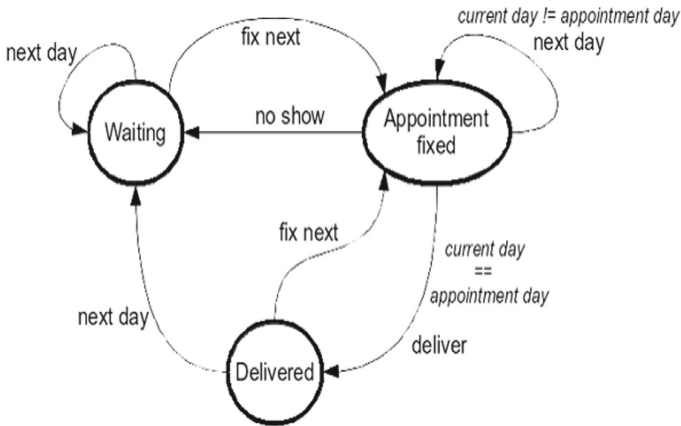 current day != appointment day
fix next
next day
next day
no show
Waiting
Appointment
fixed
fix next
current day
==
appointment day
next day
deliver
Delivered